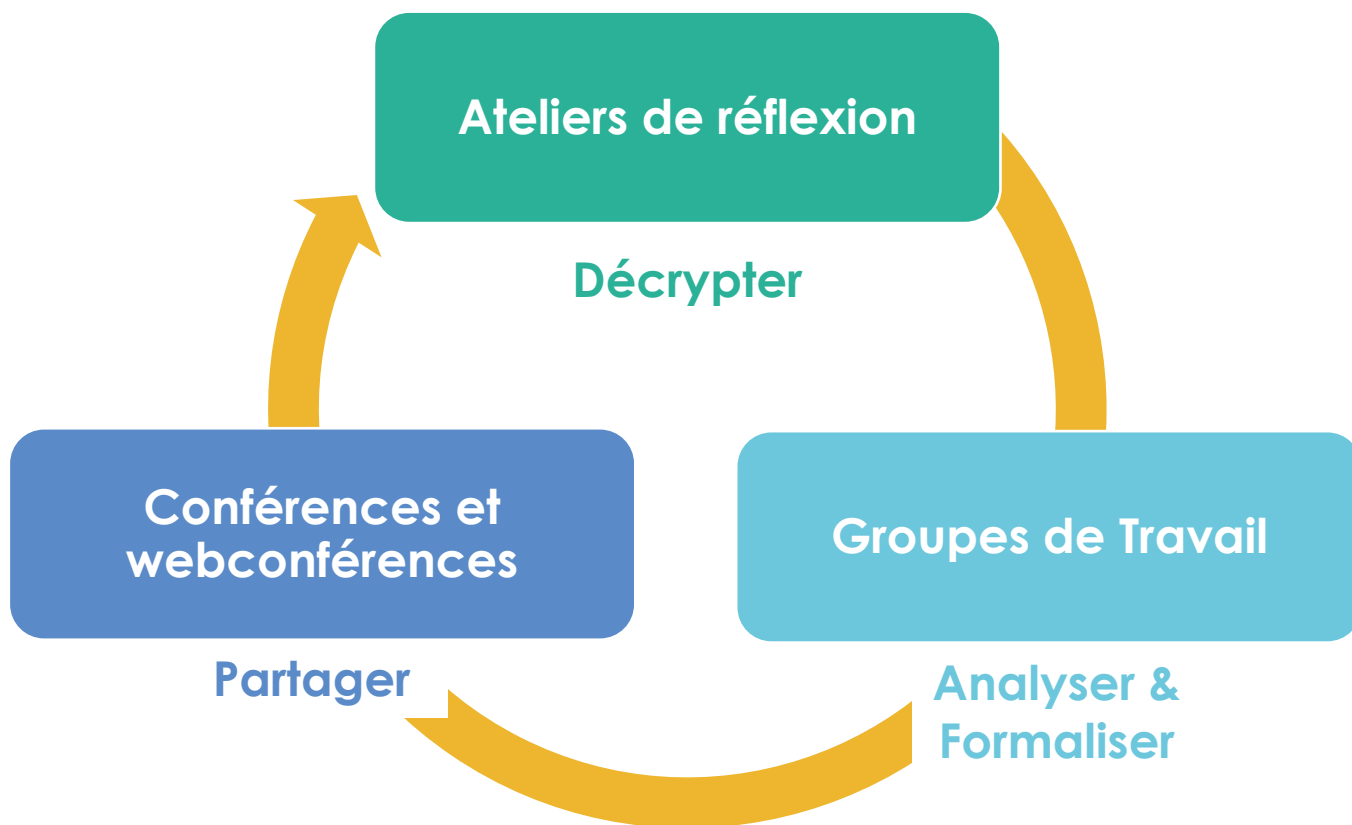 Ateliers de réflexion
Décrypter
Conférences et
webconférences
Partager
Groupes de Travail
Analyser &
Formaliser